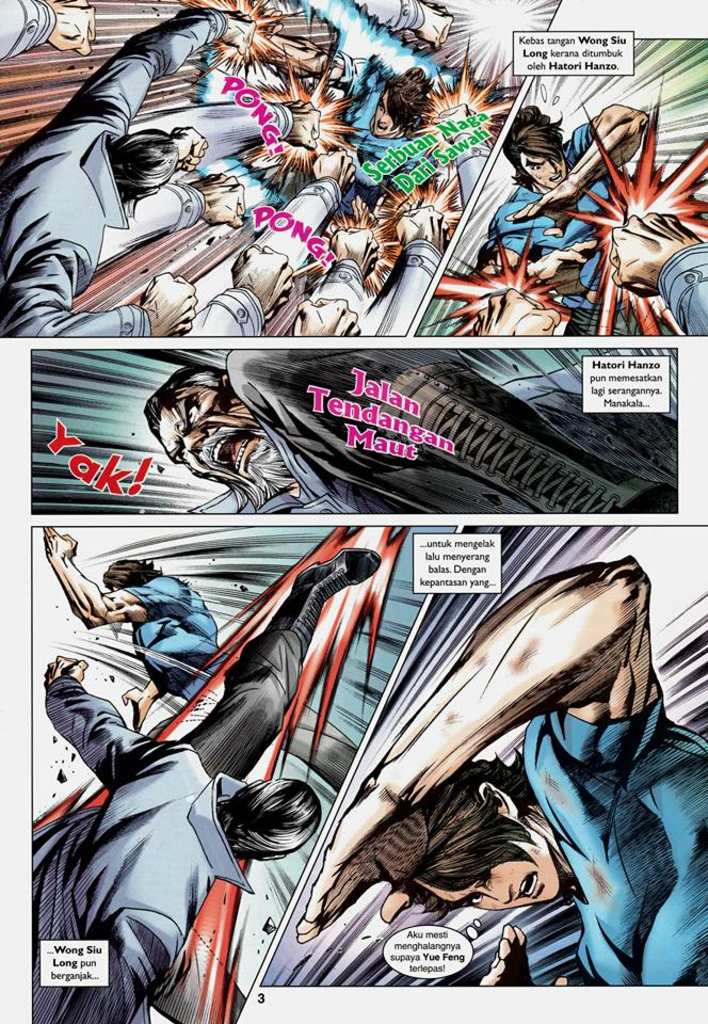 PONG!
PONG!
Serbuan Naga
Dari Sawah
Kebas tangan Wong Siu
Long kerana ditumbuk
oleh Hatori Hanzo.
Yak!
Jalan
Tendangan
Maut
Hatori Hanzo
pun memesatkan
lagi serangannya.
Manakala...
...Wong Siu
Long pun
berganjak...
...untuk mengelak
lalu menyerang
balas. Dengan
kepantasan yang...
Aku mesti
menghalangnya
supaya Yue Feng
terlepas!
3